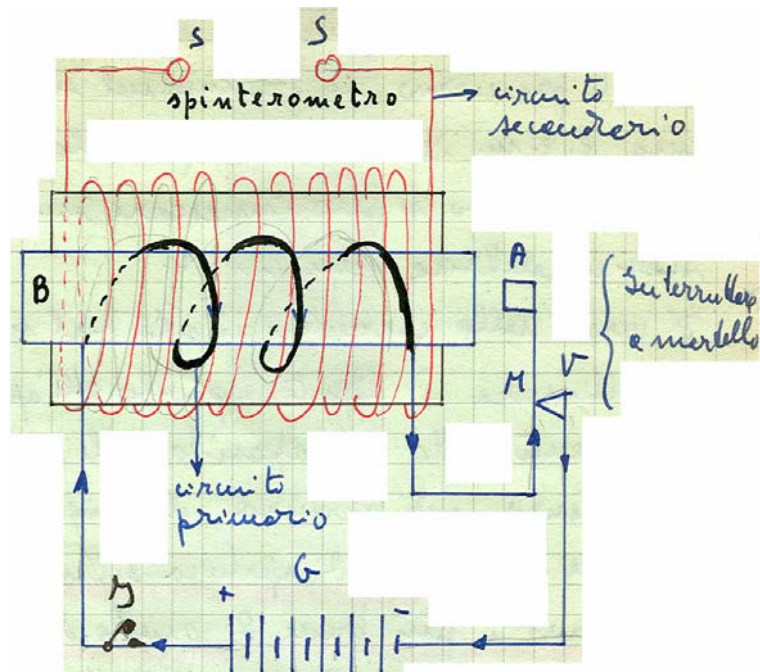 S S
spinterometro
circuito
secondario
B
A
Interruttore
a martello
M
V
circuito
primario
G
+ -